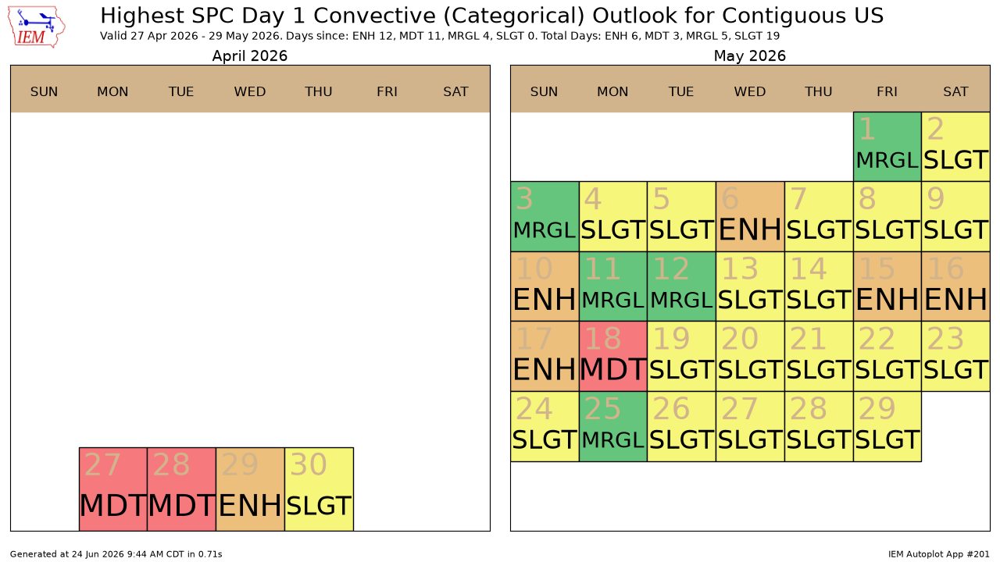 Highest SPC Day 1 Convective (Categorical) Outlook for Contiguous US
Valid 27 Apr 2026 - 29 May 2026. Days since: ENH 12, MDT 11, MRGL 4, SLGT 0. Total Days: ENH 6, MDT 3, MRGL 5, SLGT 19
IEM
April 2026
SUN MON TUE WED THU FRI SAT
27 28 29 30
MDT MDT ENH SLGT
May 2026
SUN MON TUE WED THU FRI SAT
1 2
MRGL SLGT
3 4 5 6 7 8 9
MRGL SLGT SLGT ENH SLGT SLGT SLGT
10 11 12 13 14 15 16
ENH MRGL MRGL SLGT SLGT ENH ENH
17 18 19 20 21 22 23
ENH MDT SLGT SLGT SLGT SLGT SLGT
24 25 26 27 28 29
SLGT MRGL SLGT SLGT SLGT SLGT
Generated at 24 Jun 2026 9:44 AM CDT in 0.71s
IEM Autoplot App #201